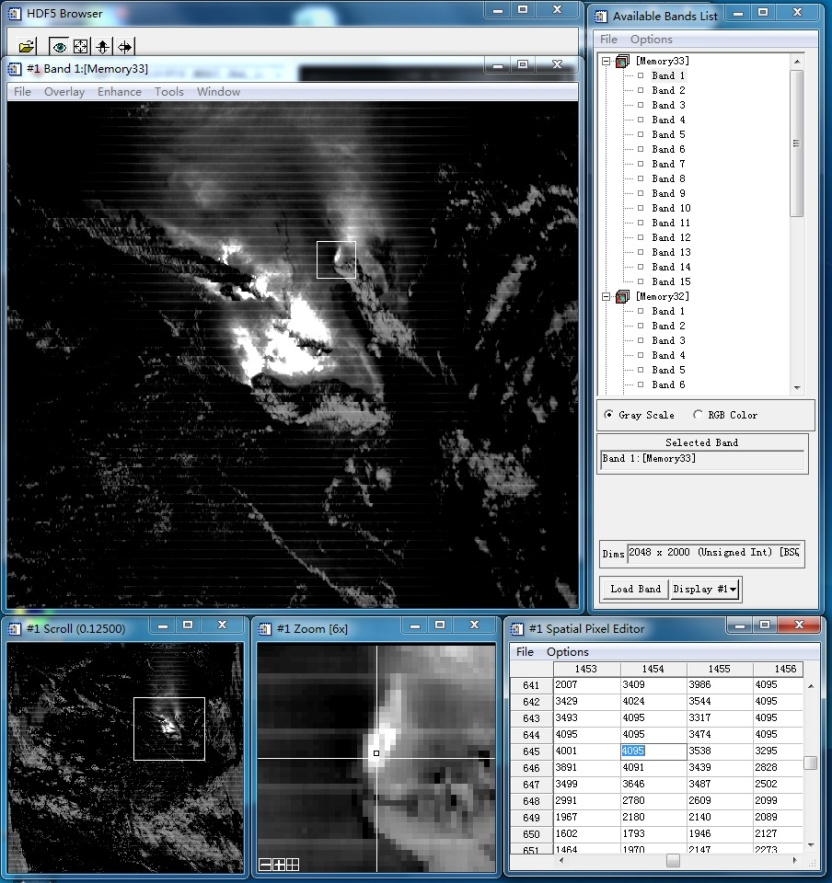 HDF5 Browser
#1 Band 1:[Memory33]
File Overlay Enhance Tools Window
Available Bands List
File Options
[Memory33]
Band 1
Band 2
Band 3
Band 4
Band 5
Band 6
Band 7
Band 8
Band 9
Band 10
Band 11
Band 12
Band 13
Band 14
Band 15
[Memory32]
Band 1
Band 2
Band 3
Band 4
Band 5
Band 6
Gray Scale RGB Color
Selected Band
Band 1:[Memory33]
Dims 2048 x 2000 (Unsigned Int) [BSQ
Load Band Display #1
#1 Scroll (0.12500)
#1 Zoom [6x]
#1 Spatial Pixel Editor
File Options
1453 1454 1455 1456
641 2007 3409 3986 4095
642 3429 4024 3544 4095
643 3493 4095 3317 4095
644 4095 4095 3474 4095
645 4001 4095 3538 3295
646 3891 4091 3439 2828
647 3499 3646 3487 2502
648 2991 2780 2609 2099
649 1967 2180 2140 2089
650 1602 1793 1946 2127
651 1464 1970 2147 2273